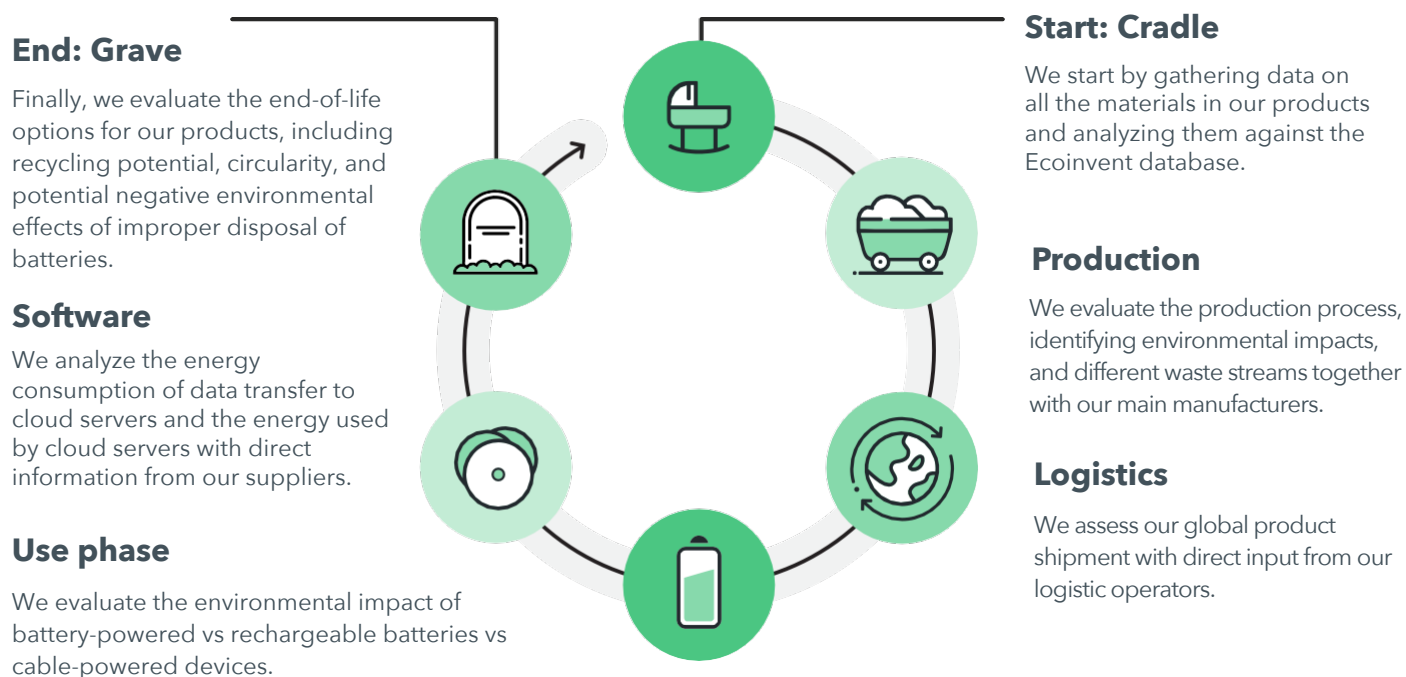 Start: Cradle
We start by gathering data on
all the materials in our products
and analyzing them against the
Ecoinvent database.
Production
We evaluate the production process,
identifying environmental impacts,
and different waste streams together
with our main manufacturers.
Logistics
We assess our global product
shipment with direct input from our
logistic operators.
Use phase
We evaluate the environmental impact of
battery-powered vs rechargeable batteries vs
cable-powered devices.
Software
We analyze the energy
consumption of data transfer to
cloud servers and the energy used
by cloud servers with direct
information from our suppliers.
End: Grave
Finally, we evaluate the end-of-life
options for our products, including
recycling potential, circularity, and
potential negative environmental
effects of improper disposal of
batteries.